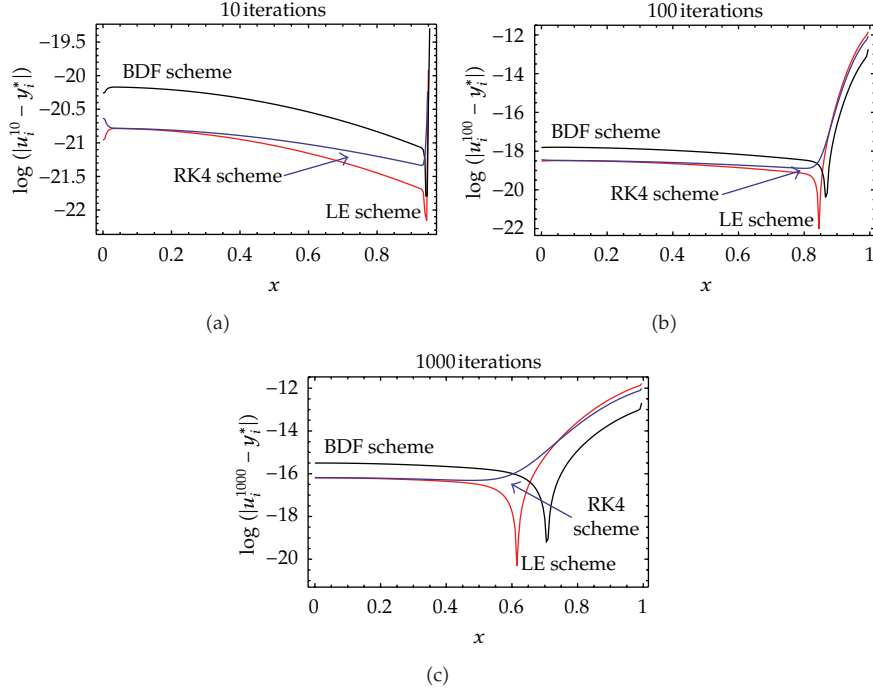 10 iterations
log (|u_i^{10} − y_i^*|)
−19.5
−20
−20.5
−21
−21.5
−22
BDF scheme
RK4 scheme
LE scheme
0
0.2
0.4
0.6
0.8
x
(a)
100 iterations
log (|u_i^{100} − y_i^*|)
−12
−14
−16
−18
−20
−22
BDF scheme
RK4 scheme
LE scheme
0
0.2
0.4
0.6
0.8
1
x
(b)
1000 iterations
log (|u_i^{1000} − y_i^*|)
−12
−14
−16
−18
−20
BDF scheme
RK4
scheme
LE scheme
0
0.2
0.4
0.6
0.8
1
x
(c)